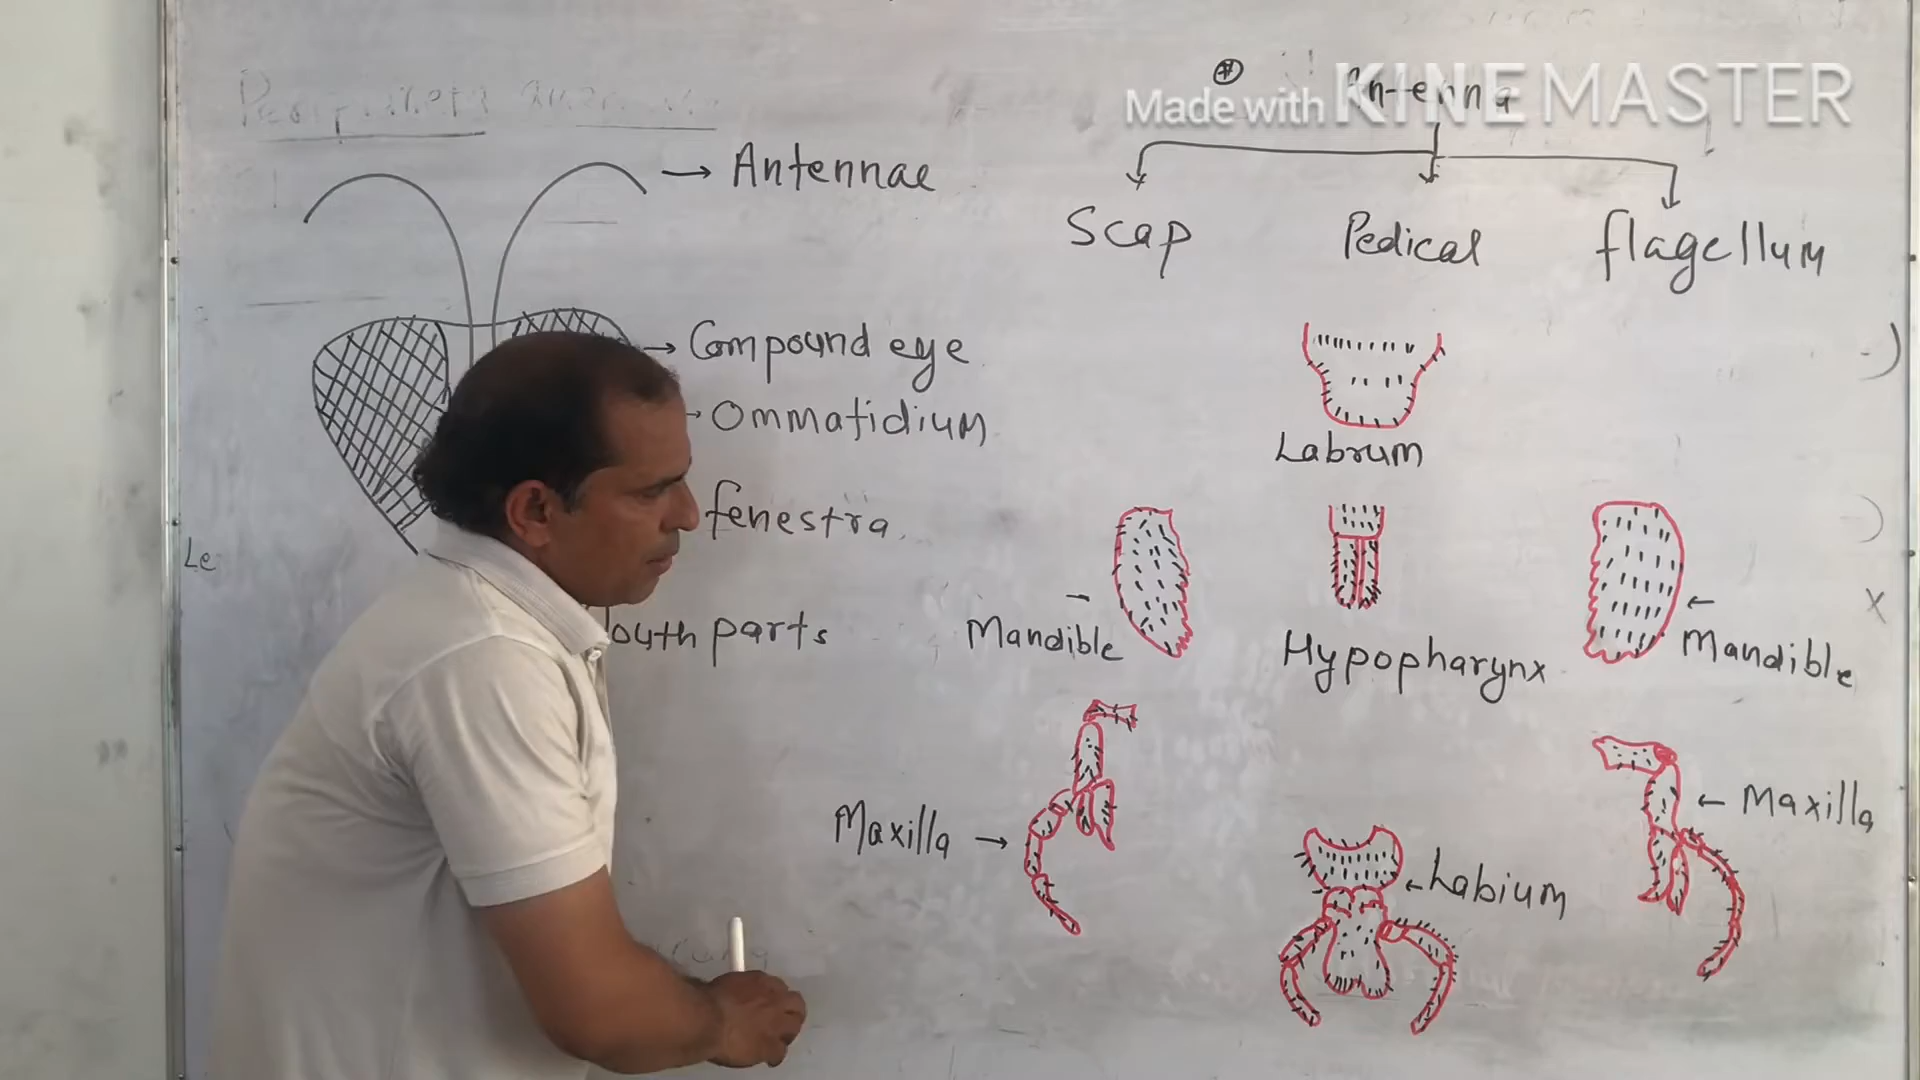 Made with KINEMASTER
Antenna
Antennae
Scap
Pedical
flagellum
Compound eye
Ommatidium
Labrum
fenestra
Le
outh parts
Mandible
Hypopharynx
Mandible
Maxilla
Maxilla
Labium